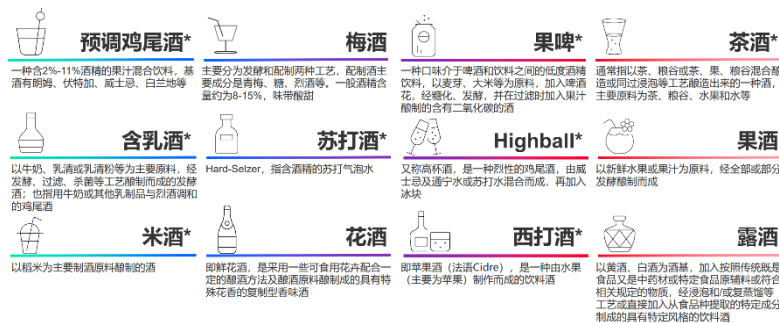 预调鸡尾酒*
一种含2%-11%酒精的果汁混合饮料，基
酒有朗姆、伏特加、威士忌、白兰地等
梅酒
主要分为发酵和配制两种工艺，配制酒主
要成分是青梅、糖、烈酒等。一般酒精含
量约为8-15%，味带酸甜
果啤*
一种口味介于啤酒和饮料之间的低度酒精
饮料，以麦芽、大米等为原料，加入啤酒
花，经糖化、发酵，并在过滤时加入果汁
酿制的含有二氧化碳的酒
茶酒*
通常指以茶、粮谷或茶、果、粮谷混合酿
造或同过浸泡等工艺酿造出来的一种酒，
主要原料为茶、粮谷、水果和水等
含乳酒*
以牛奶、乳清或乳清粉等为主要原料，经
发酵、过滤、杀菌等工艺酿制而成的发酵
酒；也指用牛奶或其他乳制品与烈酒调和
的鸡尾酒
苏打酒*
Hard-Selzer，指含酒精的苏打气泡水
Highball*
又称高杯酒，是一种烈性的鸡尾酒，由威
士忌及通宁水或苏打水混合而成，再加入
冰块
果酒
以新鲜水果或果汁为原料，经全部或部分
发酵酿制而成
米酒*
以稻米为主要制酒原料酿制的酒
花酒
即鲜花酒，是采用一些可食用花卉配合一
定的酿酒方法及酿酒原料酿制成的具有特
殊花香的复制型香味酒
西打酒*
即苹果酒（法语Cidre），是一种由水果
（主要为苹果）制作而成的饮料酒
露酒
以黄酒、白酒为酒基，加入按照传统既是
食品又是中药材或特定食品原辅料或符合
相关规定的物质，经浸泡和/或复蒸馏等
工艺或直接加入从食品种提取的特定成分
制成的具有特定风格的饮料酒